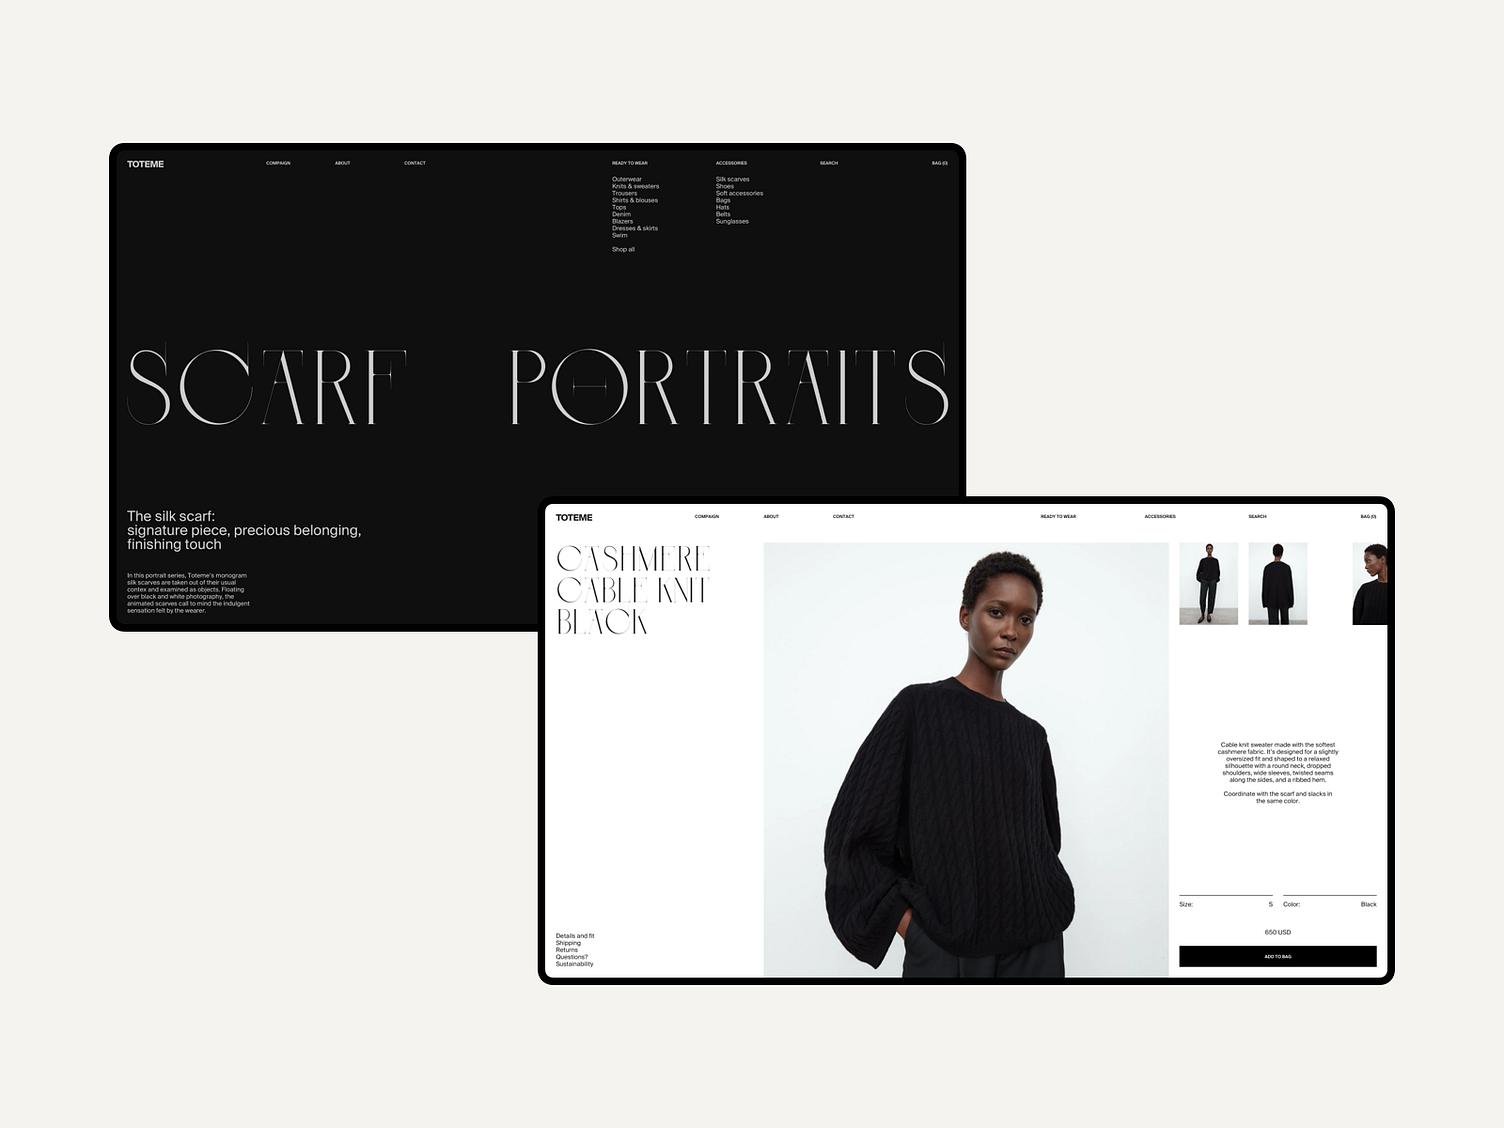 TOTEME
COMPAIGN
ABOUT
CONTACT
READY TO WEAR
ACCESSORIES
SEARCH
BAG (0)
Outerwear
Knits & sweaters
Trousers
Shirts & blouses
Tops
Denim
Blazers
Dresses & skirts
Swim
Shop all
Silk scarves
Shoes
Soft accessories
Bags
Hats
Belts
Sunglasses
SCARF PORTRAITS
The silk scarf:
signature piece, precious belonging,
finishing touch
In this portrait series, Toteme's monogram
silk scarves are taken out of their usual
contex and examined as objects. Floating
over black and white photography, the
animated scarves call to mind the indulgent
sensation felt by the wearer.
TOTEME
COMPAIGN
ABOUT
CONTACT
READY TO WEAR
ACCESSORIES
SEARCH
BAG (0)
CASHMERE
CABLE KNIT
BLACK
Details and fit
Shipping
Returns
Questions?
Sustainability
Cable knit sweater made with the softest
cashmere fabric. It's designed for a slightly
oversized fit and shaped to a relaxed
silhouette with a round neck, dropped
shoulders, wide sleeves, twisted seams
along the sides, and a ribbed hem.
Coordinate with the scarf and slacks in
the same color.
Size: S
Color: Black
650 USD
ADD TO BAG